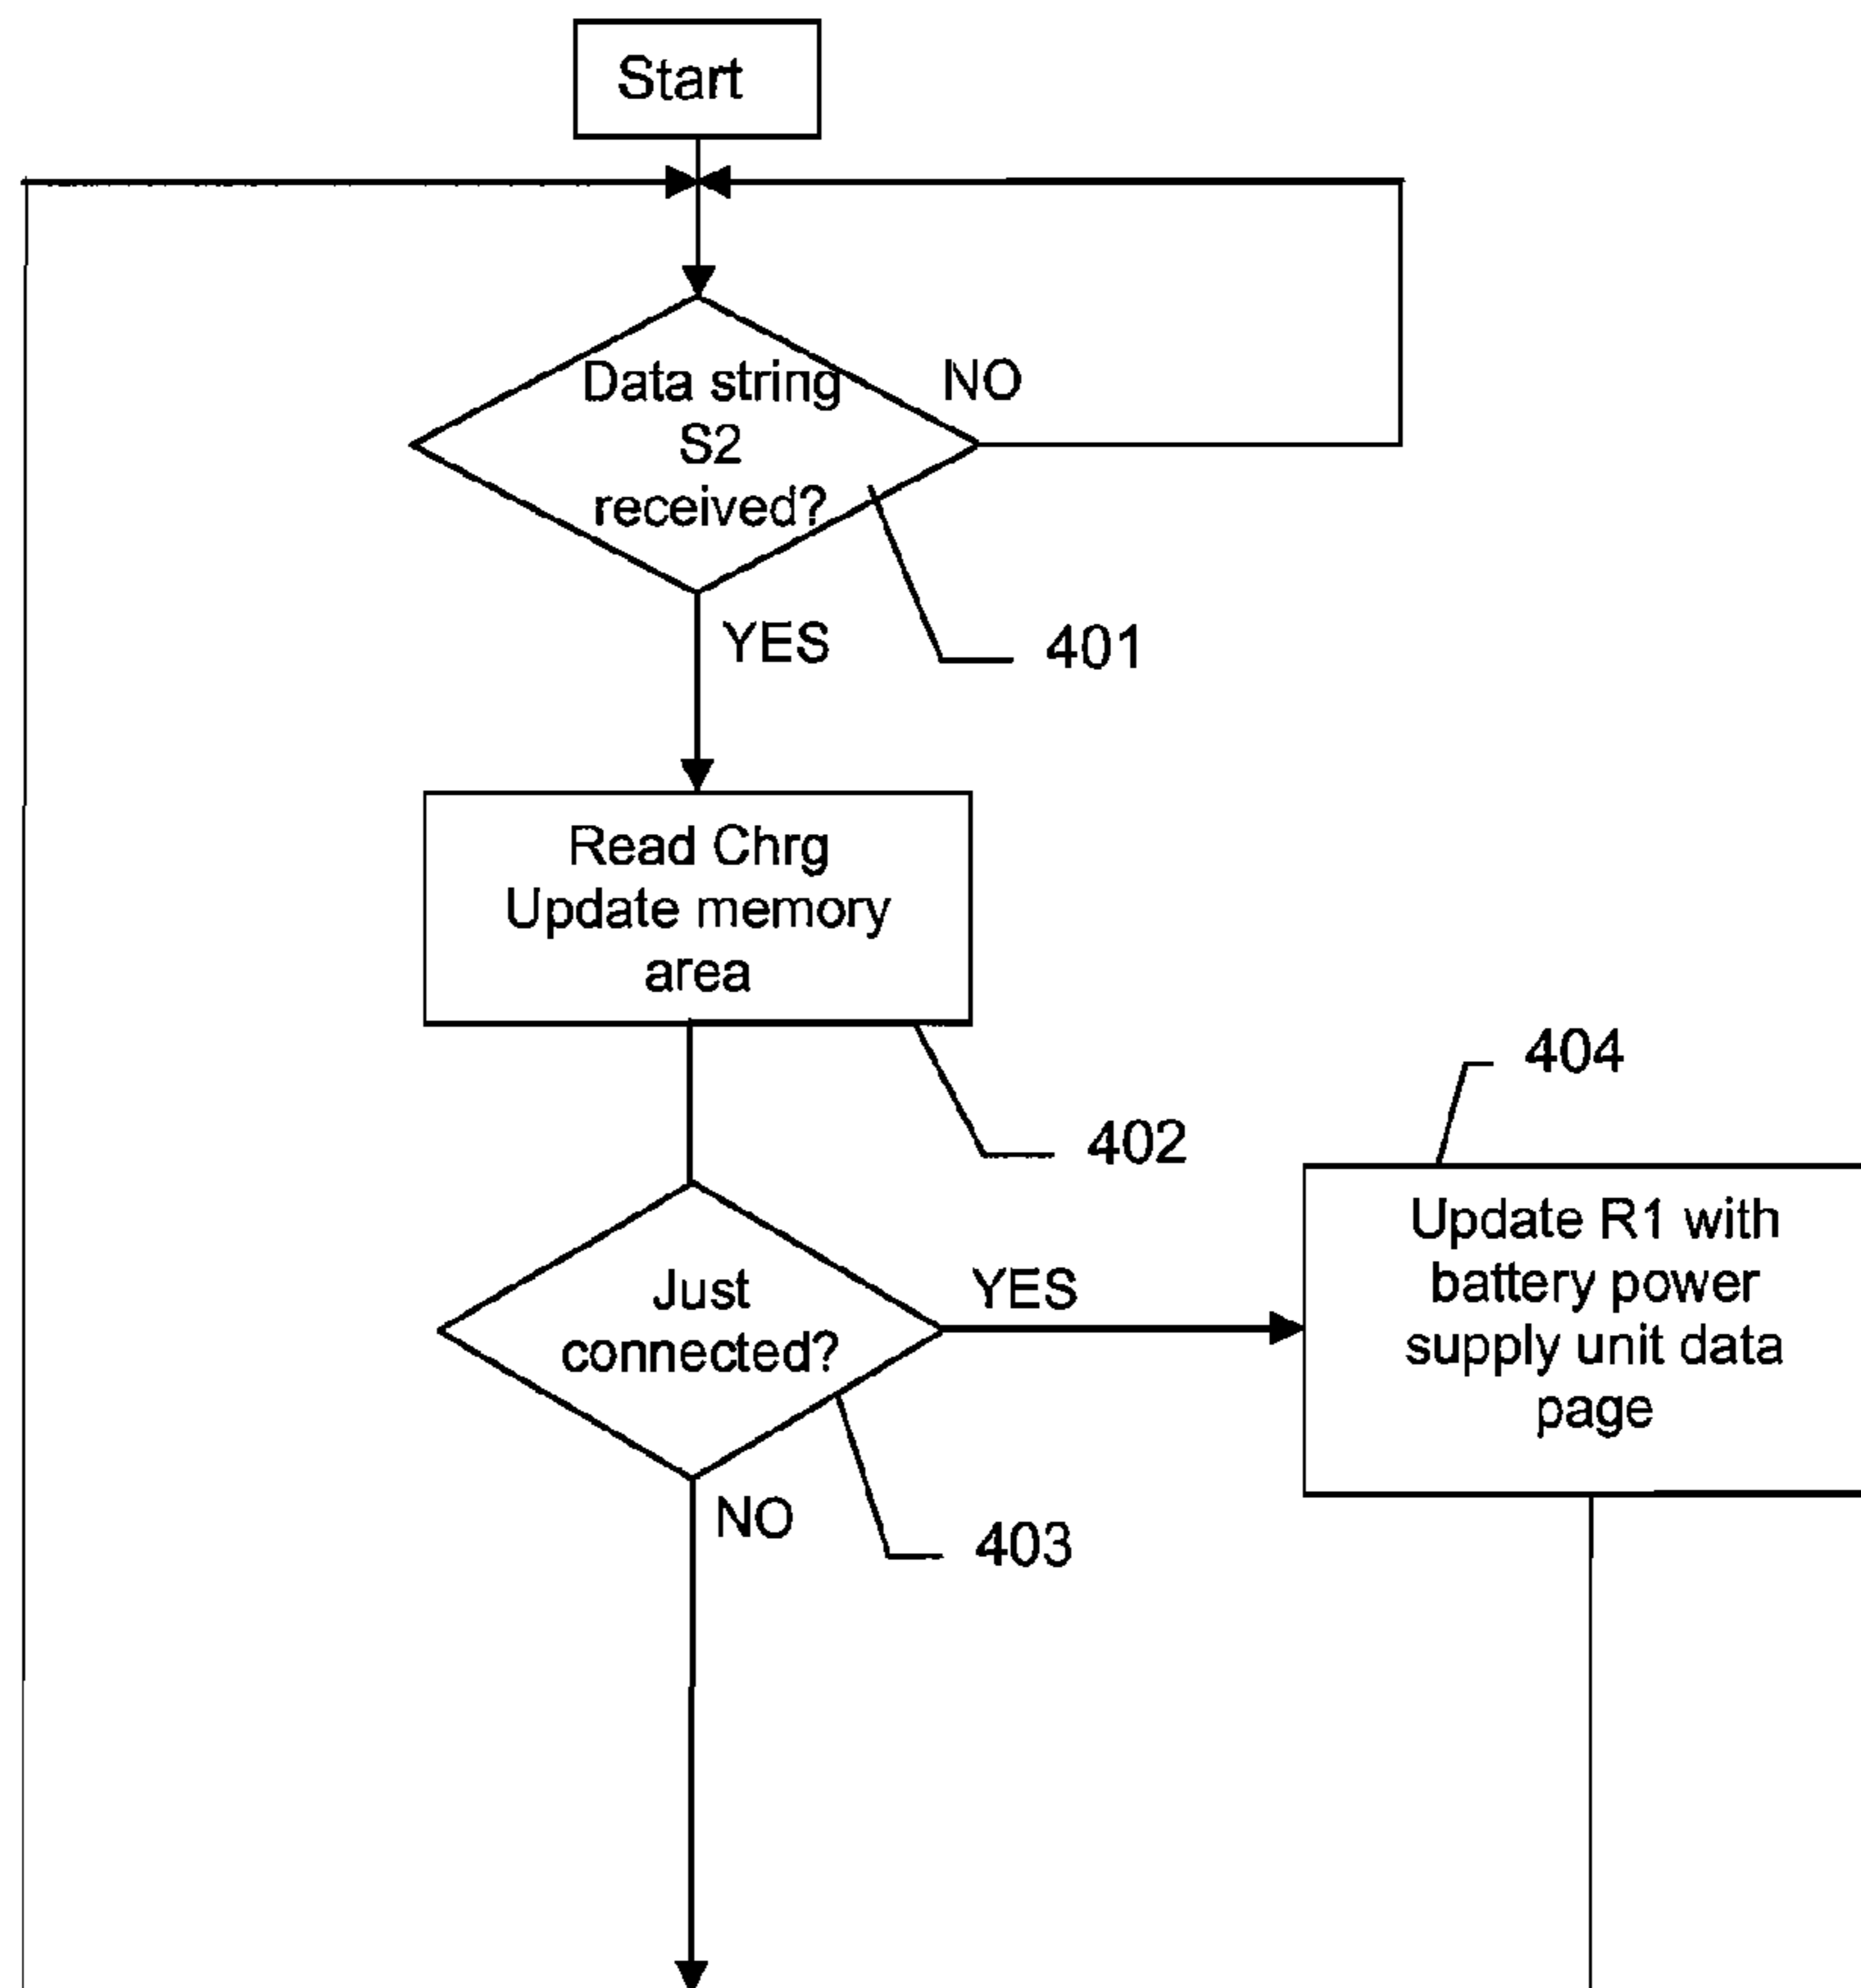 Start
Data string
S2
received?
NO
401
YES
Read Chrg
Update memory
area
402
404
Just
connected?
YES
Update R1 with
battery power
supply unit data
page
NO
403